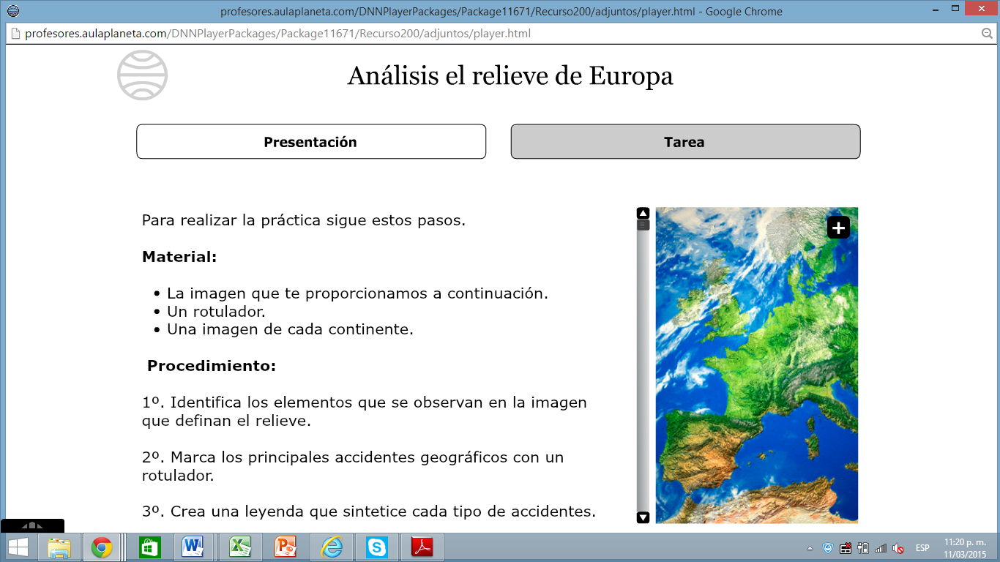 profesores.aulaplaneta.com/DNNPlayerPackages/Package11671/Recurso200/adjuntos/player.html - Google Chrome
profesores.aulaplaneta.com/DNNPlayerPackages/Package11671/Recurso200/adjuntos/player.html
Análisis el relieve de Europa
Presentación
Tarea
Para realizar la práctica sigue estos pasos.
Material:
• La imagen que te proporcionamos a continuación.
• Un rotulador.
• Una imagen de cada continente.
Procedimiento:
1º. Identifica los elementos que se observan en la imagen
que definan el relieve.
2º. Marca los principales accidentes geográficos con un
rotulador.
3º. Crea una leyenda que sintetice cada tipo de accidentes.
ESP
11:20 p. m.
11/03/2015